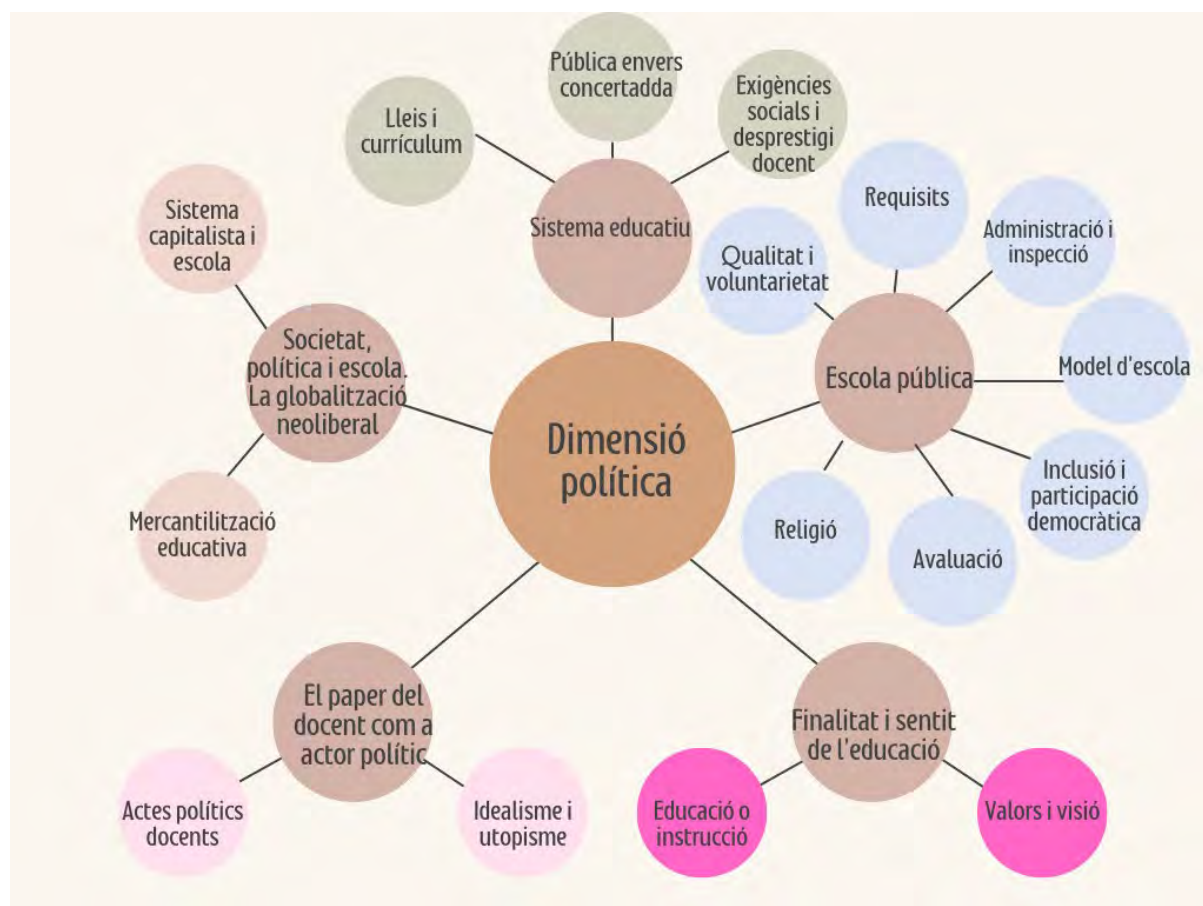 Pública envers
concertadda
Exigències
socials i
desprestigi
docent
Lleis i
currículum
Sistema educatiu
Requisits
Administració i
inspecció
Qualitat i
voluntarietat
Sistema
capitalista i
escola
Societat,
política i escola.
La globalització
neoliberal
Escola pública
Model d'escola
Dimensió
política
Inclusió i
participació
democràtica
Mercantilització
educativa
Religió
Avaluació
El paper del
docent com a
actor polític
Finalitat i sentit
de l'educació
Actes polítics
docents
Idealisme i
utopisme
Educació o
instrucció
Valors i visió